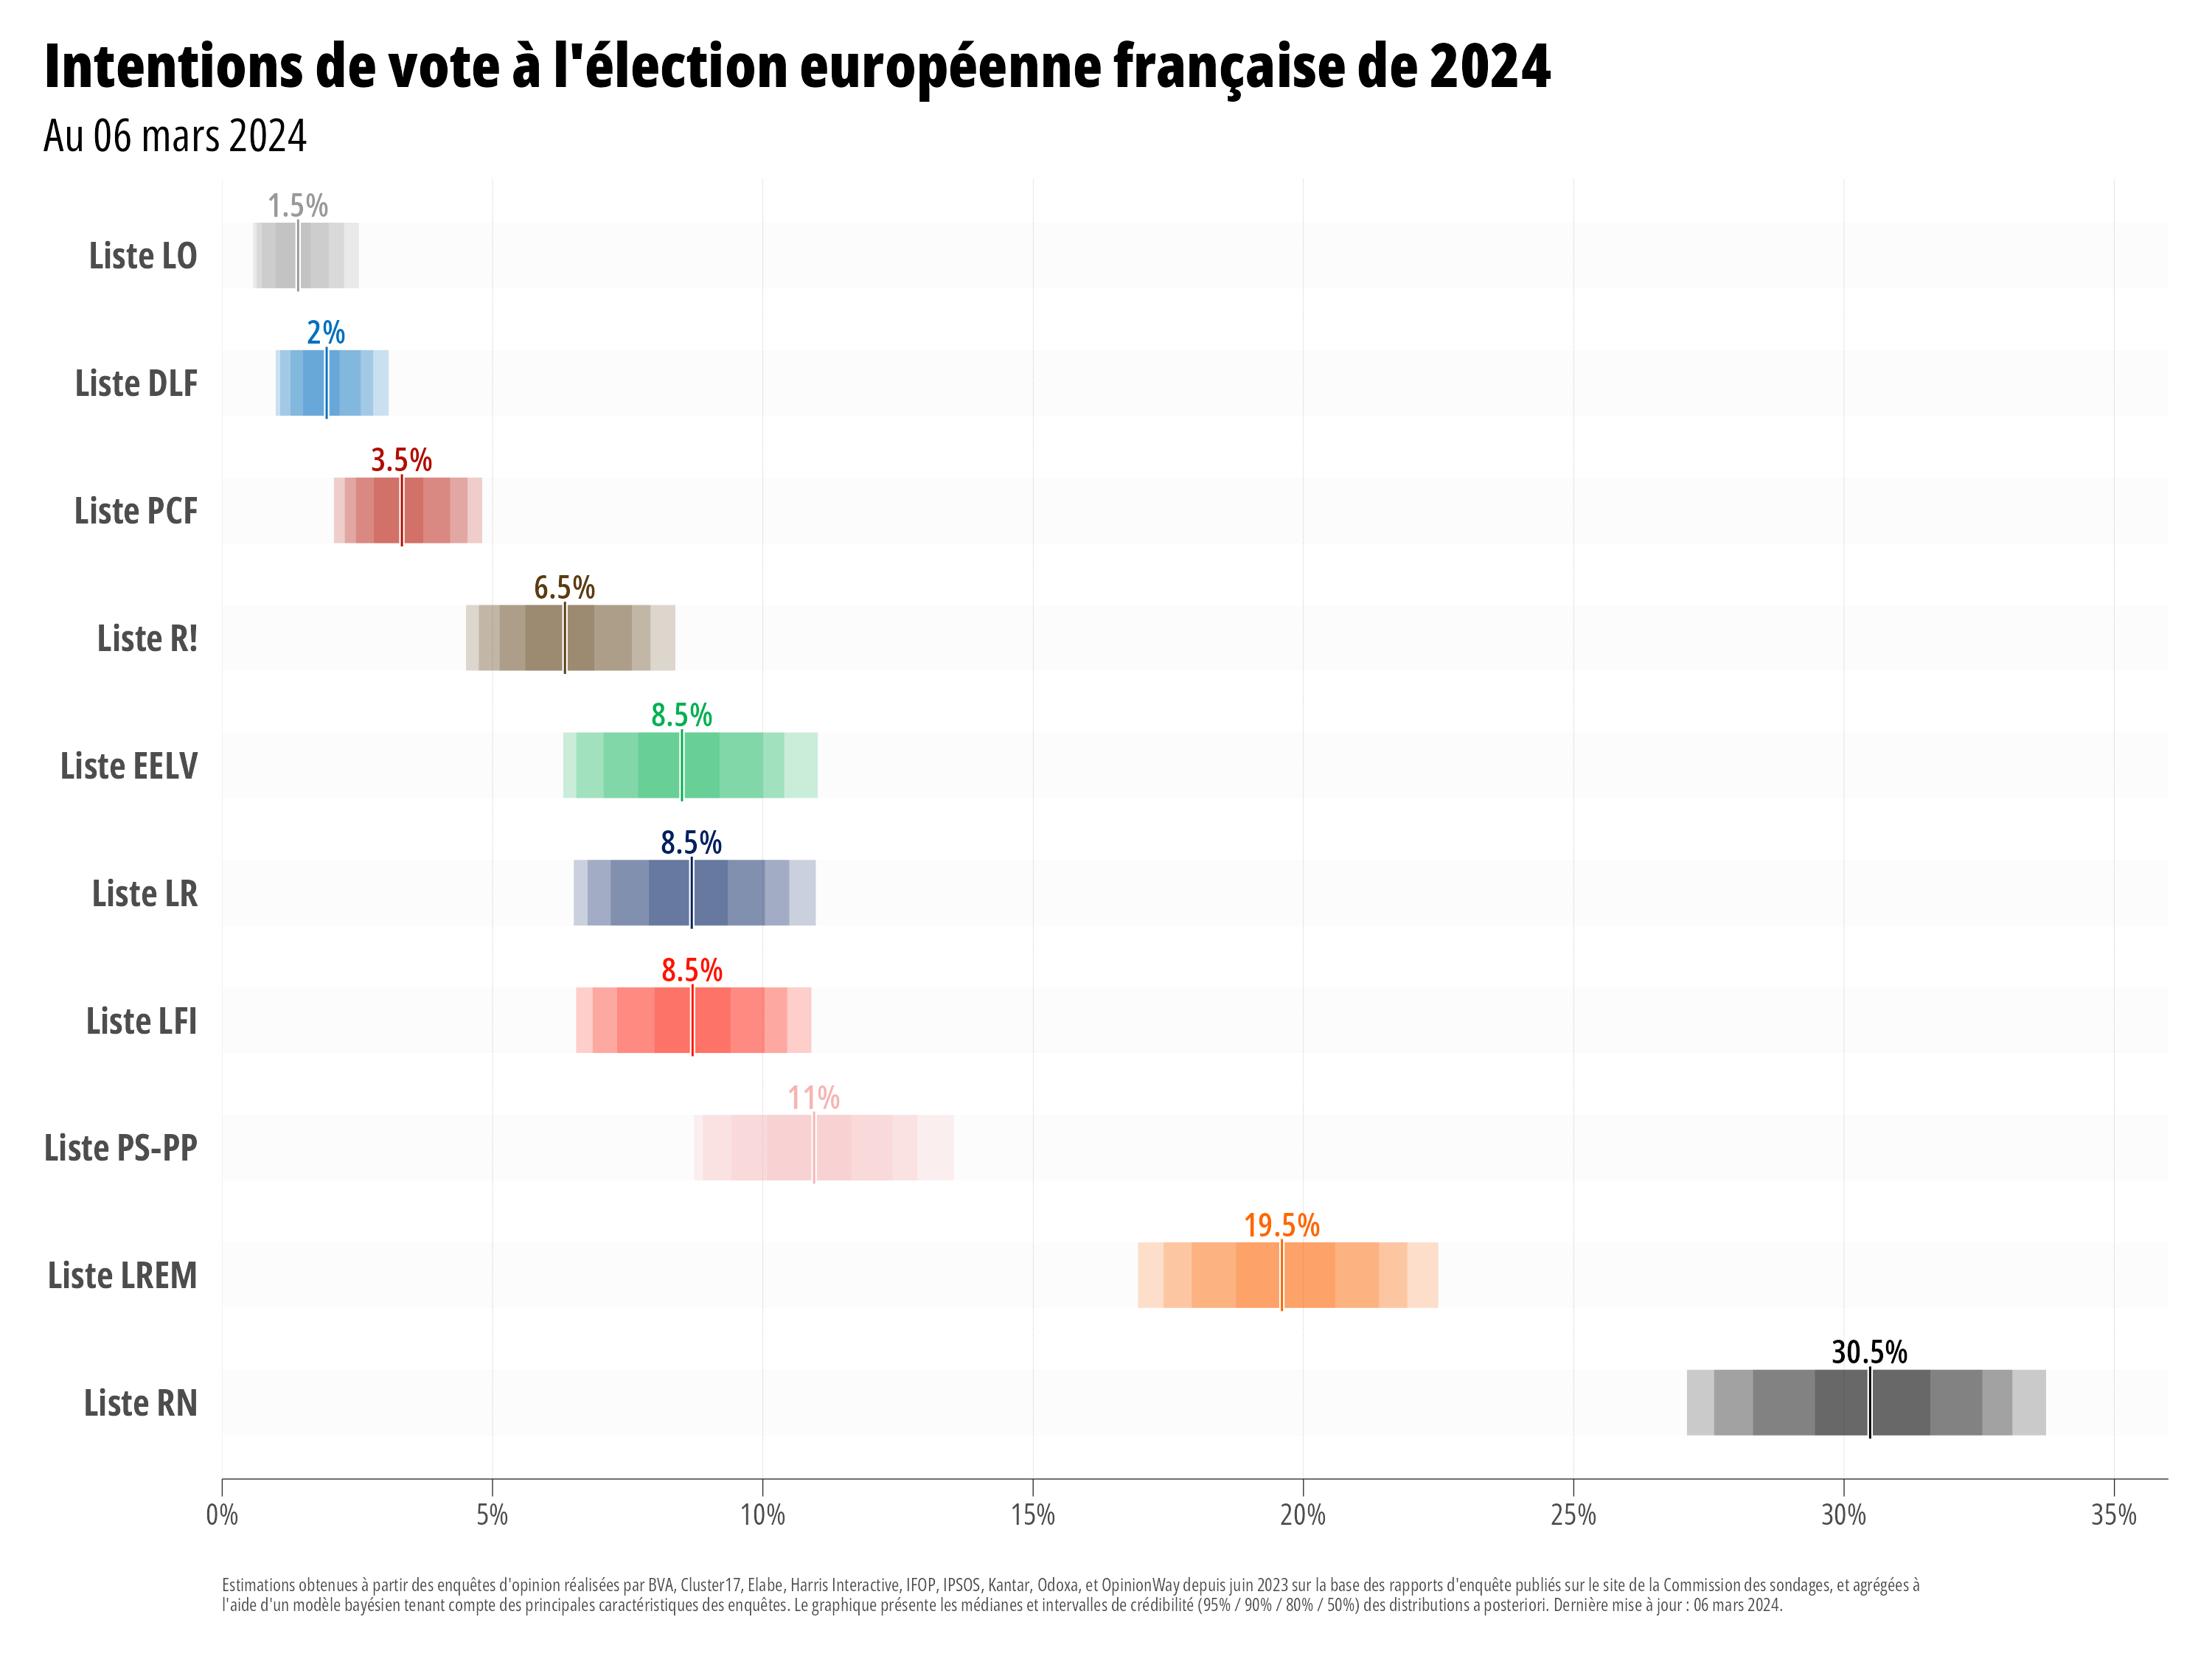 Intentions de vote à l'élection européenne française de 2024
Au 06 mars 2024
1.5%
Liste LO
2%
Liste DLF
3.5%
Liste PCF
6.5%
Liste R!
8.5%
Liste EELV
8.5%
Liste LR
8.5%
Liste LFI
11%
Liste PS-PP
19.5%
Liste LREM
30.5%
Liste RN
0% 5% 10% 15% 20% 25% 30% 35%
Estimations obtenues à partir des enquêtes d'opinion réalisées par BVA, Cluster17, Elabe, Harris Interactive, IFOP, IPSOS, Kantar, Odoxa, et OpinionWay depuis juin 2023 sur la base des rapports d'enquête publiés sur le site de la Commission des sondages, et agrégées à
l'aide d'un modèle bayésien tenant compte des principales caractéristiques des enquêtes. Le graphique présente les médianes et intervalles de crédibilité (95% / 90% / 80% / 50%) des distributions a posteriori. Dernière mise à jour : 06 mars 2024.